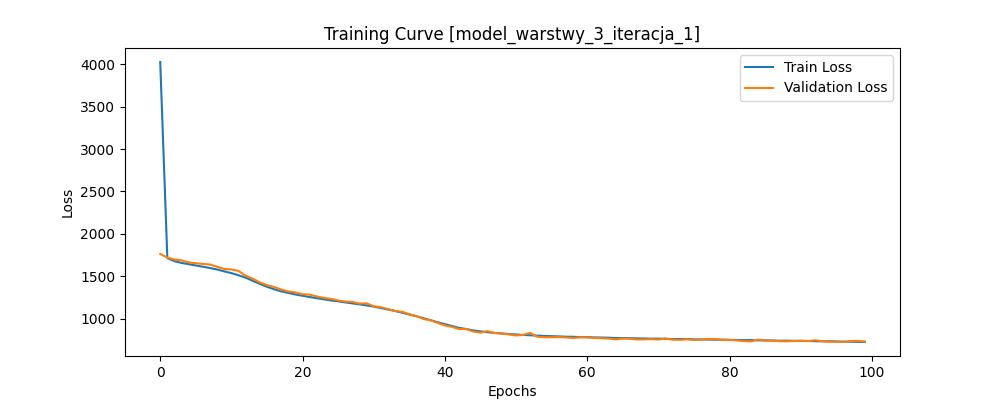 Training Curve [model_warstwy_3_iteracja_1]
Train Loss
Validation Loss
4000
3500
3000
2500
2000
1500
1000
Loss
0 20 40 60 80 100
Epochs